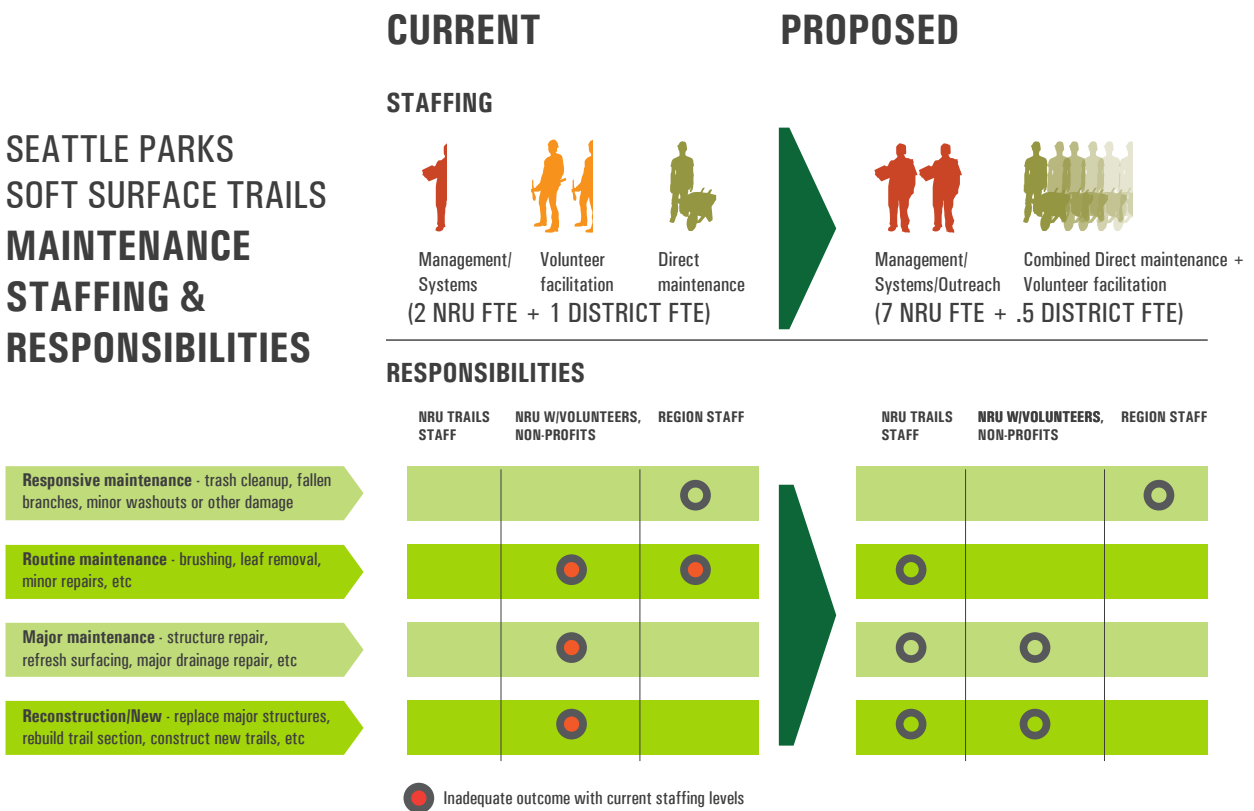 CURRENT
PROPOSED
STAFFING
SEATTLE PARKS
SOFT SURFACE TRAILS
MAINTENANCE
STAFFING &
RESPONSIBILITIES
Management/
Systems
Volunteer
facilitation
Direct
maintenance
(2 NRU FTE + 1 DISTRICT FTE)
Management/
Systems/Outreach
Combined Direct maintenance +
Volunteer facilitation
(7 NRU FTE + .5 DISTRICT FTE)
RESPONSIBILITIES
NRU TRAILS
STAFF
NRU W/VOLUNTEERS,
NON-PROFITS
REGION STAFF
NRU TRAILS
STAFF
NRU W/VOLUNTEERS,
NON-PROFITS
REGION STAFF
Responsive maintenance - trash cleanup, fallen
branches, minor washouts or other damage
Routine maintenance - brushing, leaf removal,
minor repairs, etc
Major maintenance - structure repair,
refresh surfacing, major drainage repair, etc
Reconstruction/New - replace major structures,
rebuild trail section, construct new trails, etc
Inadequate outcome with current staffing levels